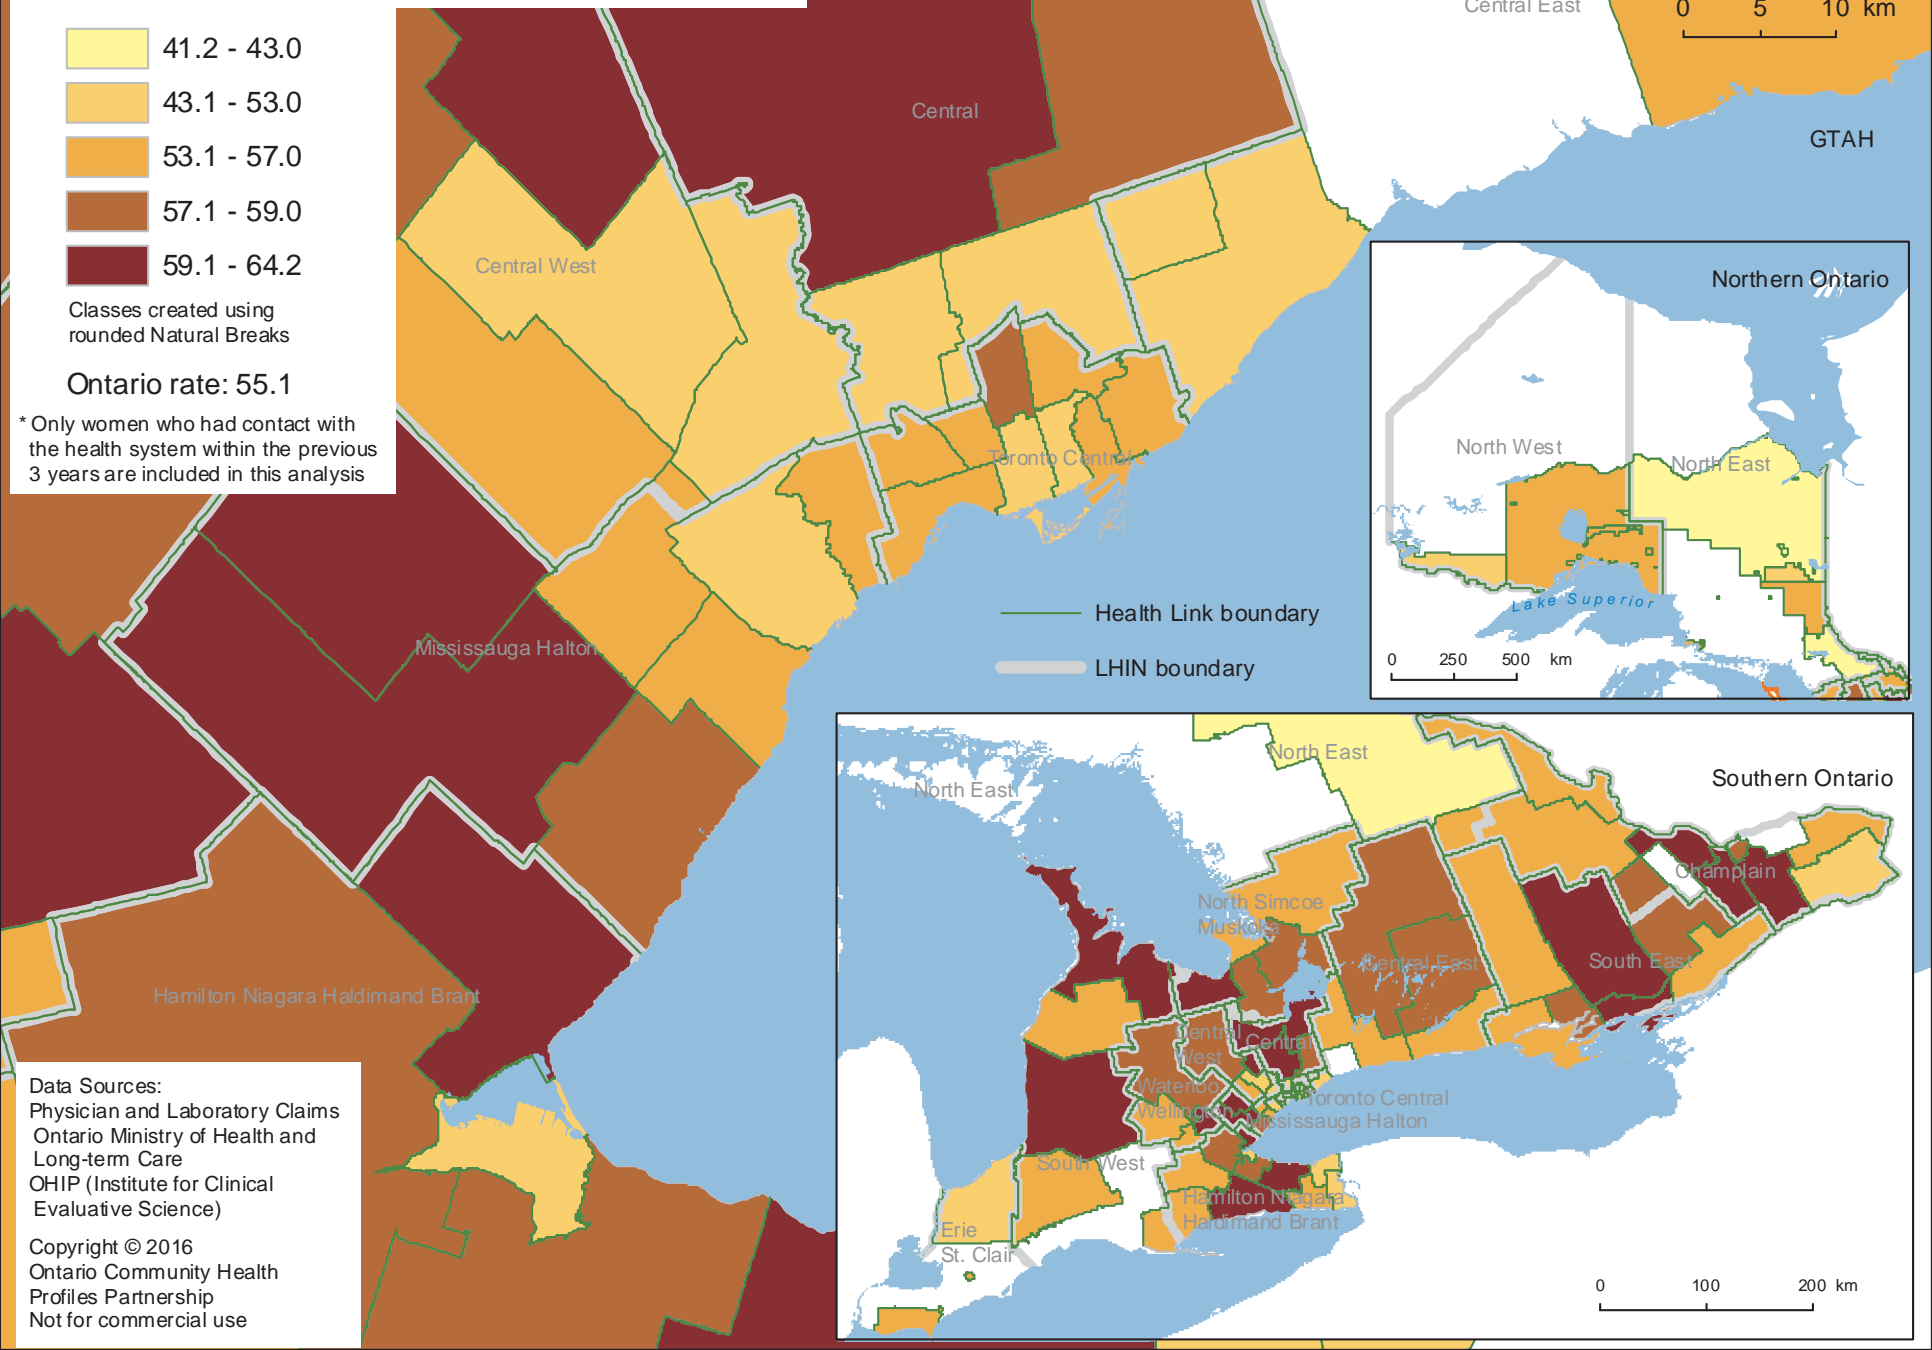 41.2 - 43.0
43.1 - 53.0
53.1 - 57.0
57.1 - 59.0
59.1 - 64.2
Classes created using
rounded Natural Breaks
Ontario rate: 55.1
* Only women who had contact with
the health system within the previous
3 years are included in this analysis
Central East
0 5 10 km
GTAH
Central
Central West
Toronto Central
Mississauga Halton
Hamilton Niagara Haldimand Brant
Health Link boundary
LHIN boundary
Northern Ontario
North West
North East
Lake Superior
0 250 500 km
Southern Ontario
North East
North East
Champlain
North Simcoe
Muskoka
Central East
South East
Central
West
Central
Waterloo
Wellington
Toronto Central
Mississauga Halton
South West
Hamilton Niagara
Hardimand Brant
Erie
St. Clair
0 100 200 km
Data Sources:
Physician and Laboratory Claims
Ontario Ministry of Health and
Long-term Care
OHIP (Institute for Clinical
Evaluative Science)
Copyright © 2016
Ontario Community Health
Profiles Partnership
Not for commercial use